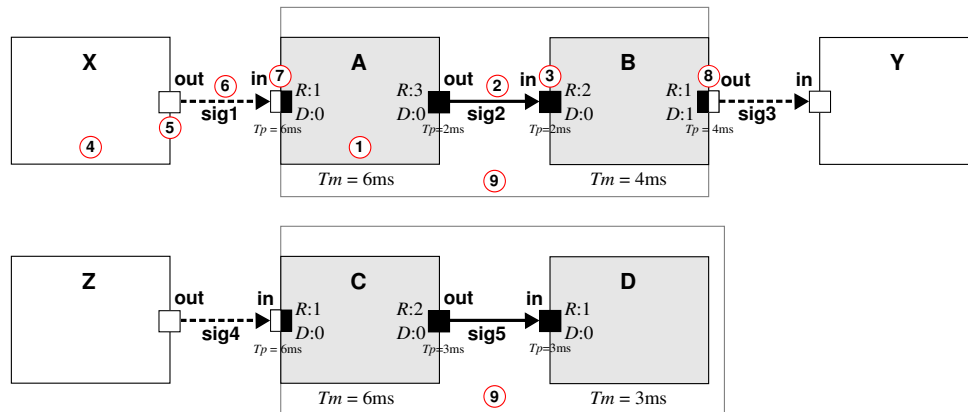 X
A
B
Y
out
6
in
7
out
2
in
3
8
out
in
R:1
R:3
R:2
R:1
sig1
D:0
D:0
sig2
D:0
D:1
sig3
5
Tp = 6ms
Tp=2ms
Tp=2ms
Tp = 4ms
4
1
Tm = 6ms
9
Tm = 4ms
Z
C
D
out
in
out
in
R:1
R:2
R:1
sig4
D:0
D:0
sig5
D:0
Tp = 6ms
Tp=3ms
Tp=3ms
Tm = 6ms
9
Tm = 3ms